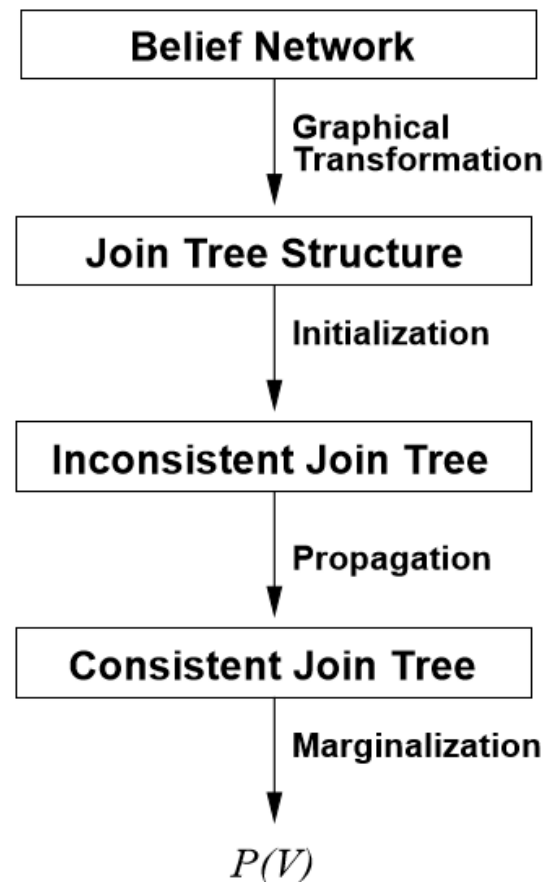 Belief Network
Graphical
Transformation
Join Tree Structure
Initialization
Inconsistent Join Tree
Propagation
Consistent Join Tree
Marginalization
P(V)